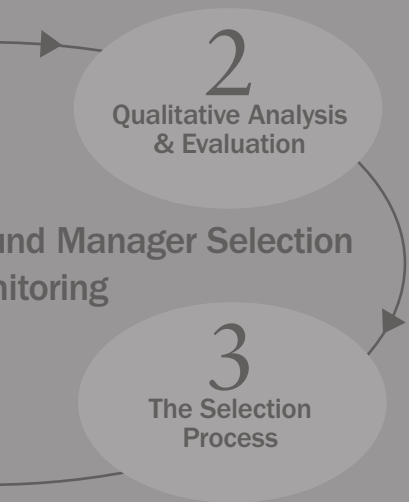 2
Qualitative Analysis
& Evaluation
und Manager Selection
nitoring
3
The Selection
Process